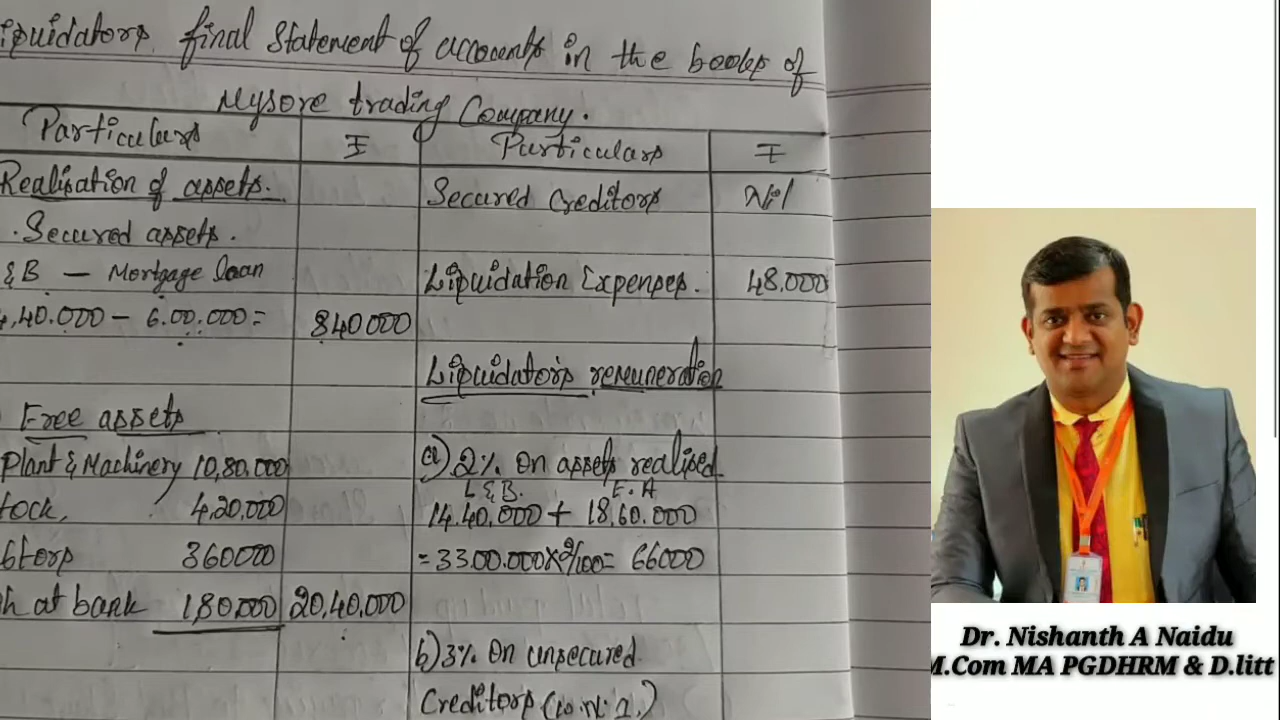 iquidators final Statement of accounts in the books of
Mysore trading Company.
Particulars ₹ Particulars ₹
Realisation of assets. Secured Creditors Nil
. Secured assets.
& B — Mortgage loan Liquidation Expenses. 48,000
4,40.000 — 6.00.000 = 840000
Liquidator's remuneration
Free assets
plant & Machinery 10,80,000 a) 2% On assets realised
L & B. F. A
tock, 4,20,000 14.40,000 + 18,60.000
btors 360000 = 33.00.000 x 2/100 = 66000
h at bank 1,80,000 20,40,000
b) 3% On unsecured
Creditors
Dr. Nishanth A Naidu
M.Com MA PGDHRM & D.litt